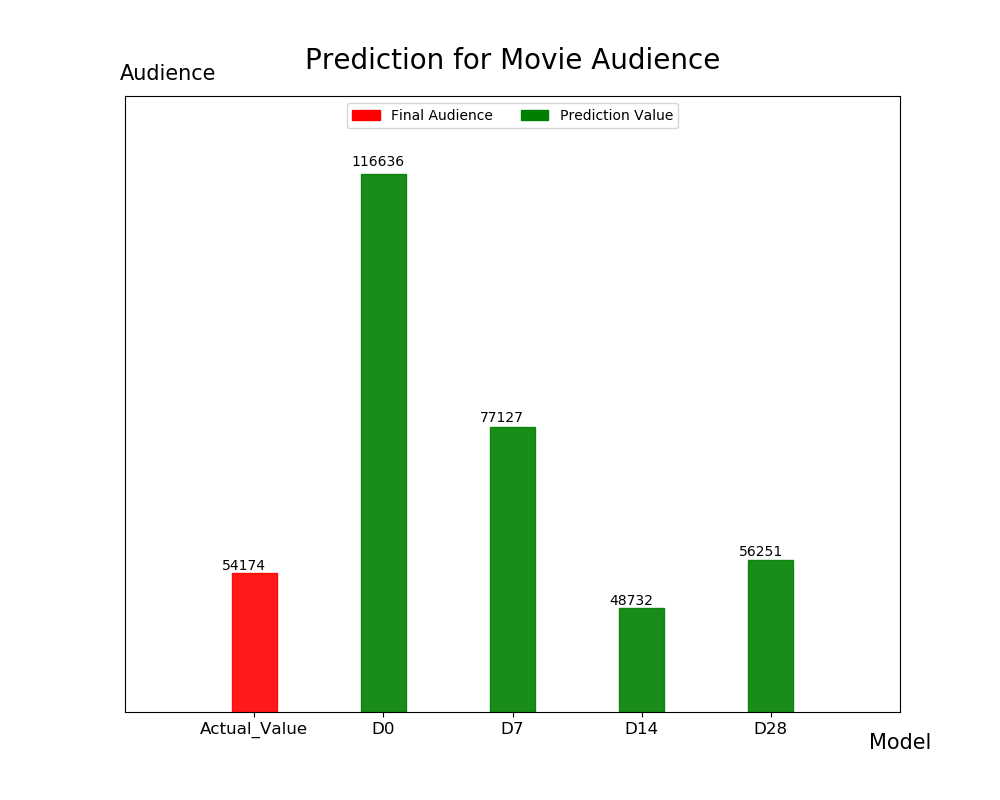 Prediction for Movie Audience
Audience
Final Audience
Prediction Value
116636
77127
54174
48732
56251
Actual_Value
D0
D7
D14
D28
Model